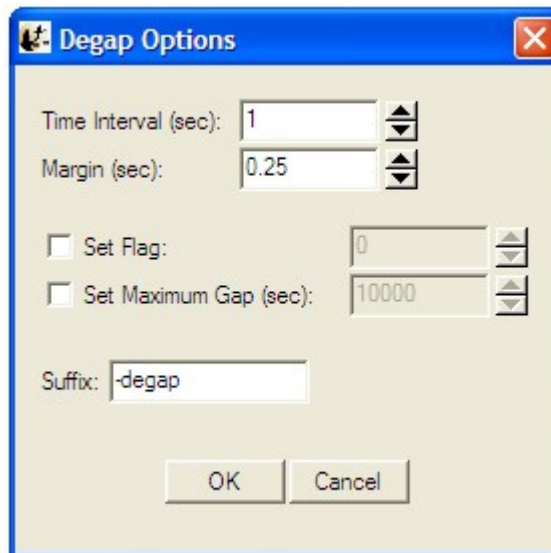 Degap Options
Time Interval (sec): 1
Margin (sec): 0.25
Set Flag: 0
Set Maximum Gap (sec): 10000
Suffix: -degap
OK Cancel